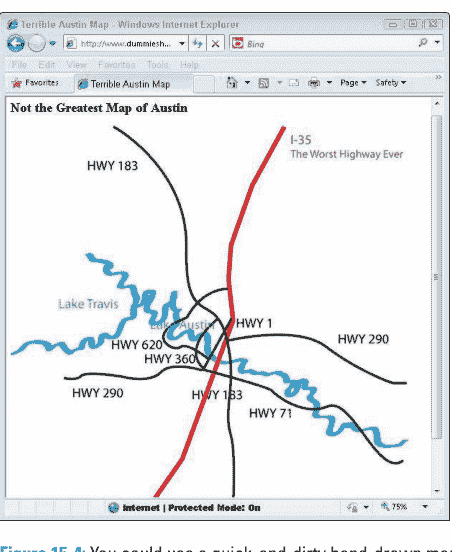 Terrible Austin Map - Windows Internet Explorer
http://www.dummiesh... Bing
File Edit View Favorites Tools Help
Favorites Terrible Austin Map Page Safety »
Not the Greatest Map of Austin
I-35
The Worst Highway Ever
HWY 183
Lake Travis
Lake Austin
HWY 1
HWY 620
HWY 360
HWY 290
HWY 290
HWY 183
HWY 71
Internet | Protected Mode: On 75%
Figure 15-4: You could use a quick-and-dirty hand-drawn map